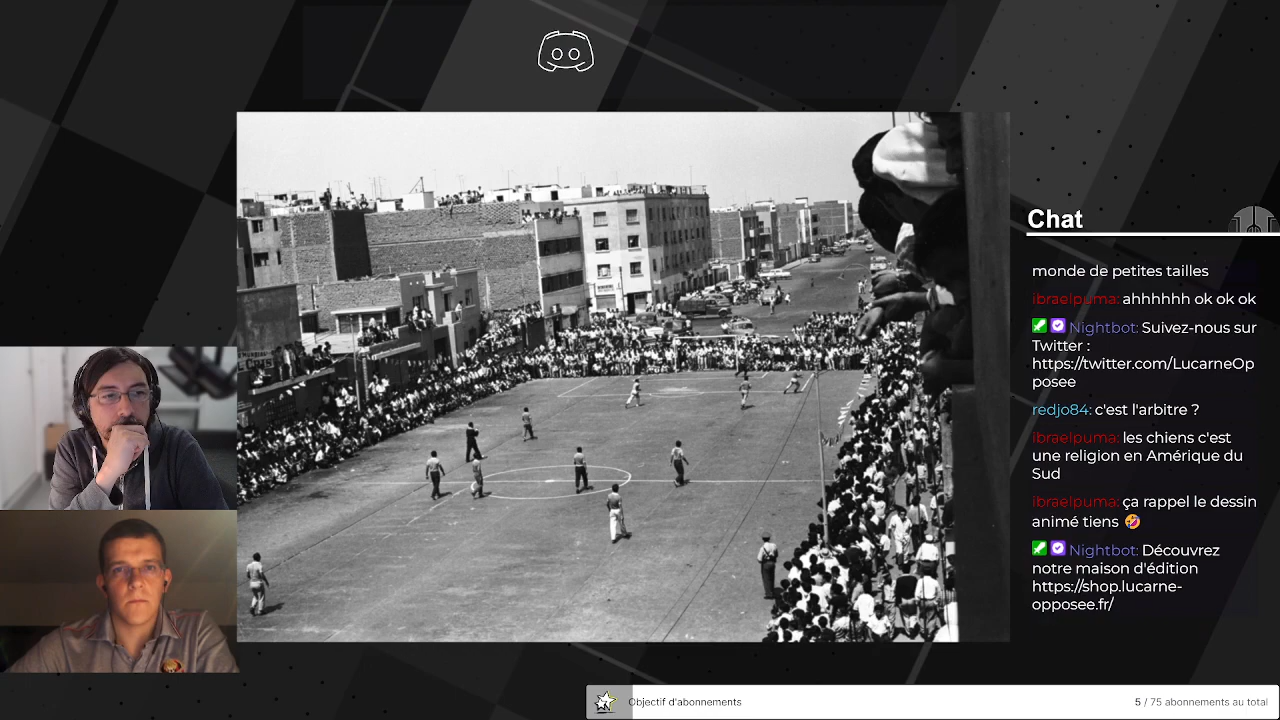 Chat
monde de petites tailles
ibraelpuma: ahhhhhh ok ok ok
Nightbot: Suivez-nous sur
Twitter :
https://twitter.com/LucarneOp
posee
redjo84: c'est l'arbitre ?
ibraelpuma: les chiens c'est
une religion en Amérique du
Sud
ibraelpuma: ça rappel le dessin
animé tiens
Nightbot: Découvrez
notre maison d'édition
https://shop.lucarne-
opposee.fr/
Objectif d'abonnements
5 / 75 abonnements au total